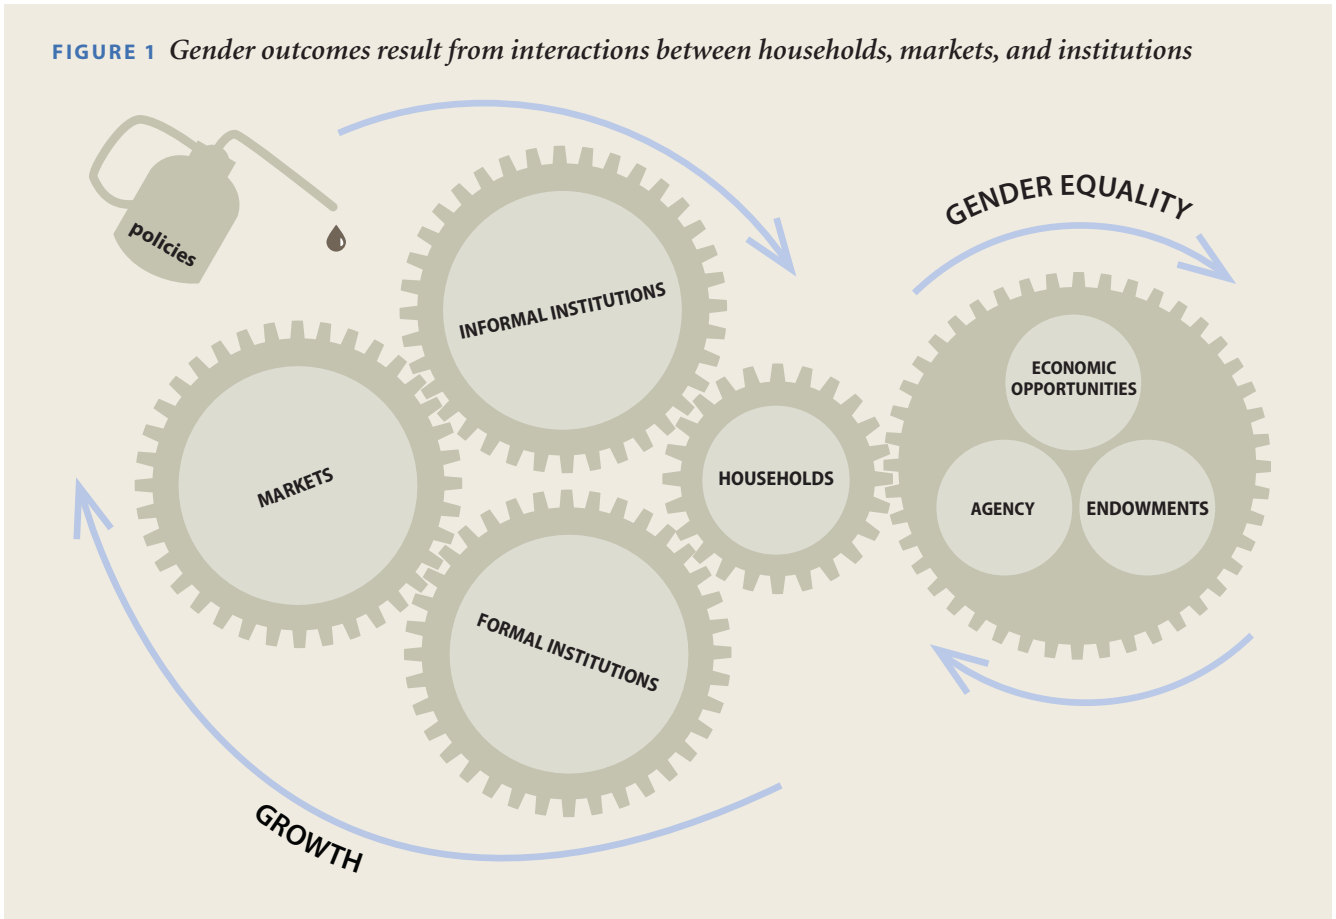 FIGURE 1 Gender outcomes result from interactions between households, markets, and institutions
policies
INFORMAL INSTITUTIONS
GENDER EQUALITY
ECONOMIC
OPPORTUNITIES
MARKETS
HOUSEHOLDS
AGENCY
ENDOWMENTS
FORMAL INSTITUTIONS
GROWTH